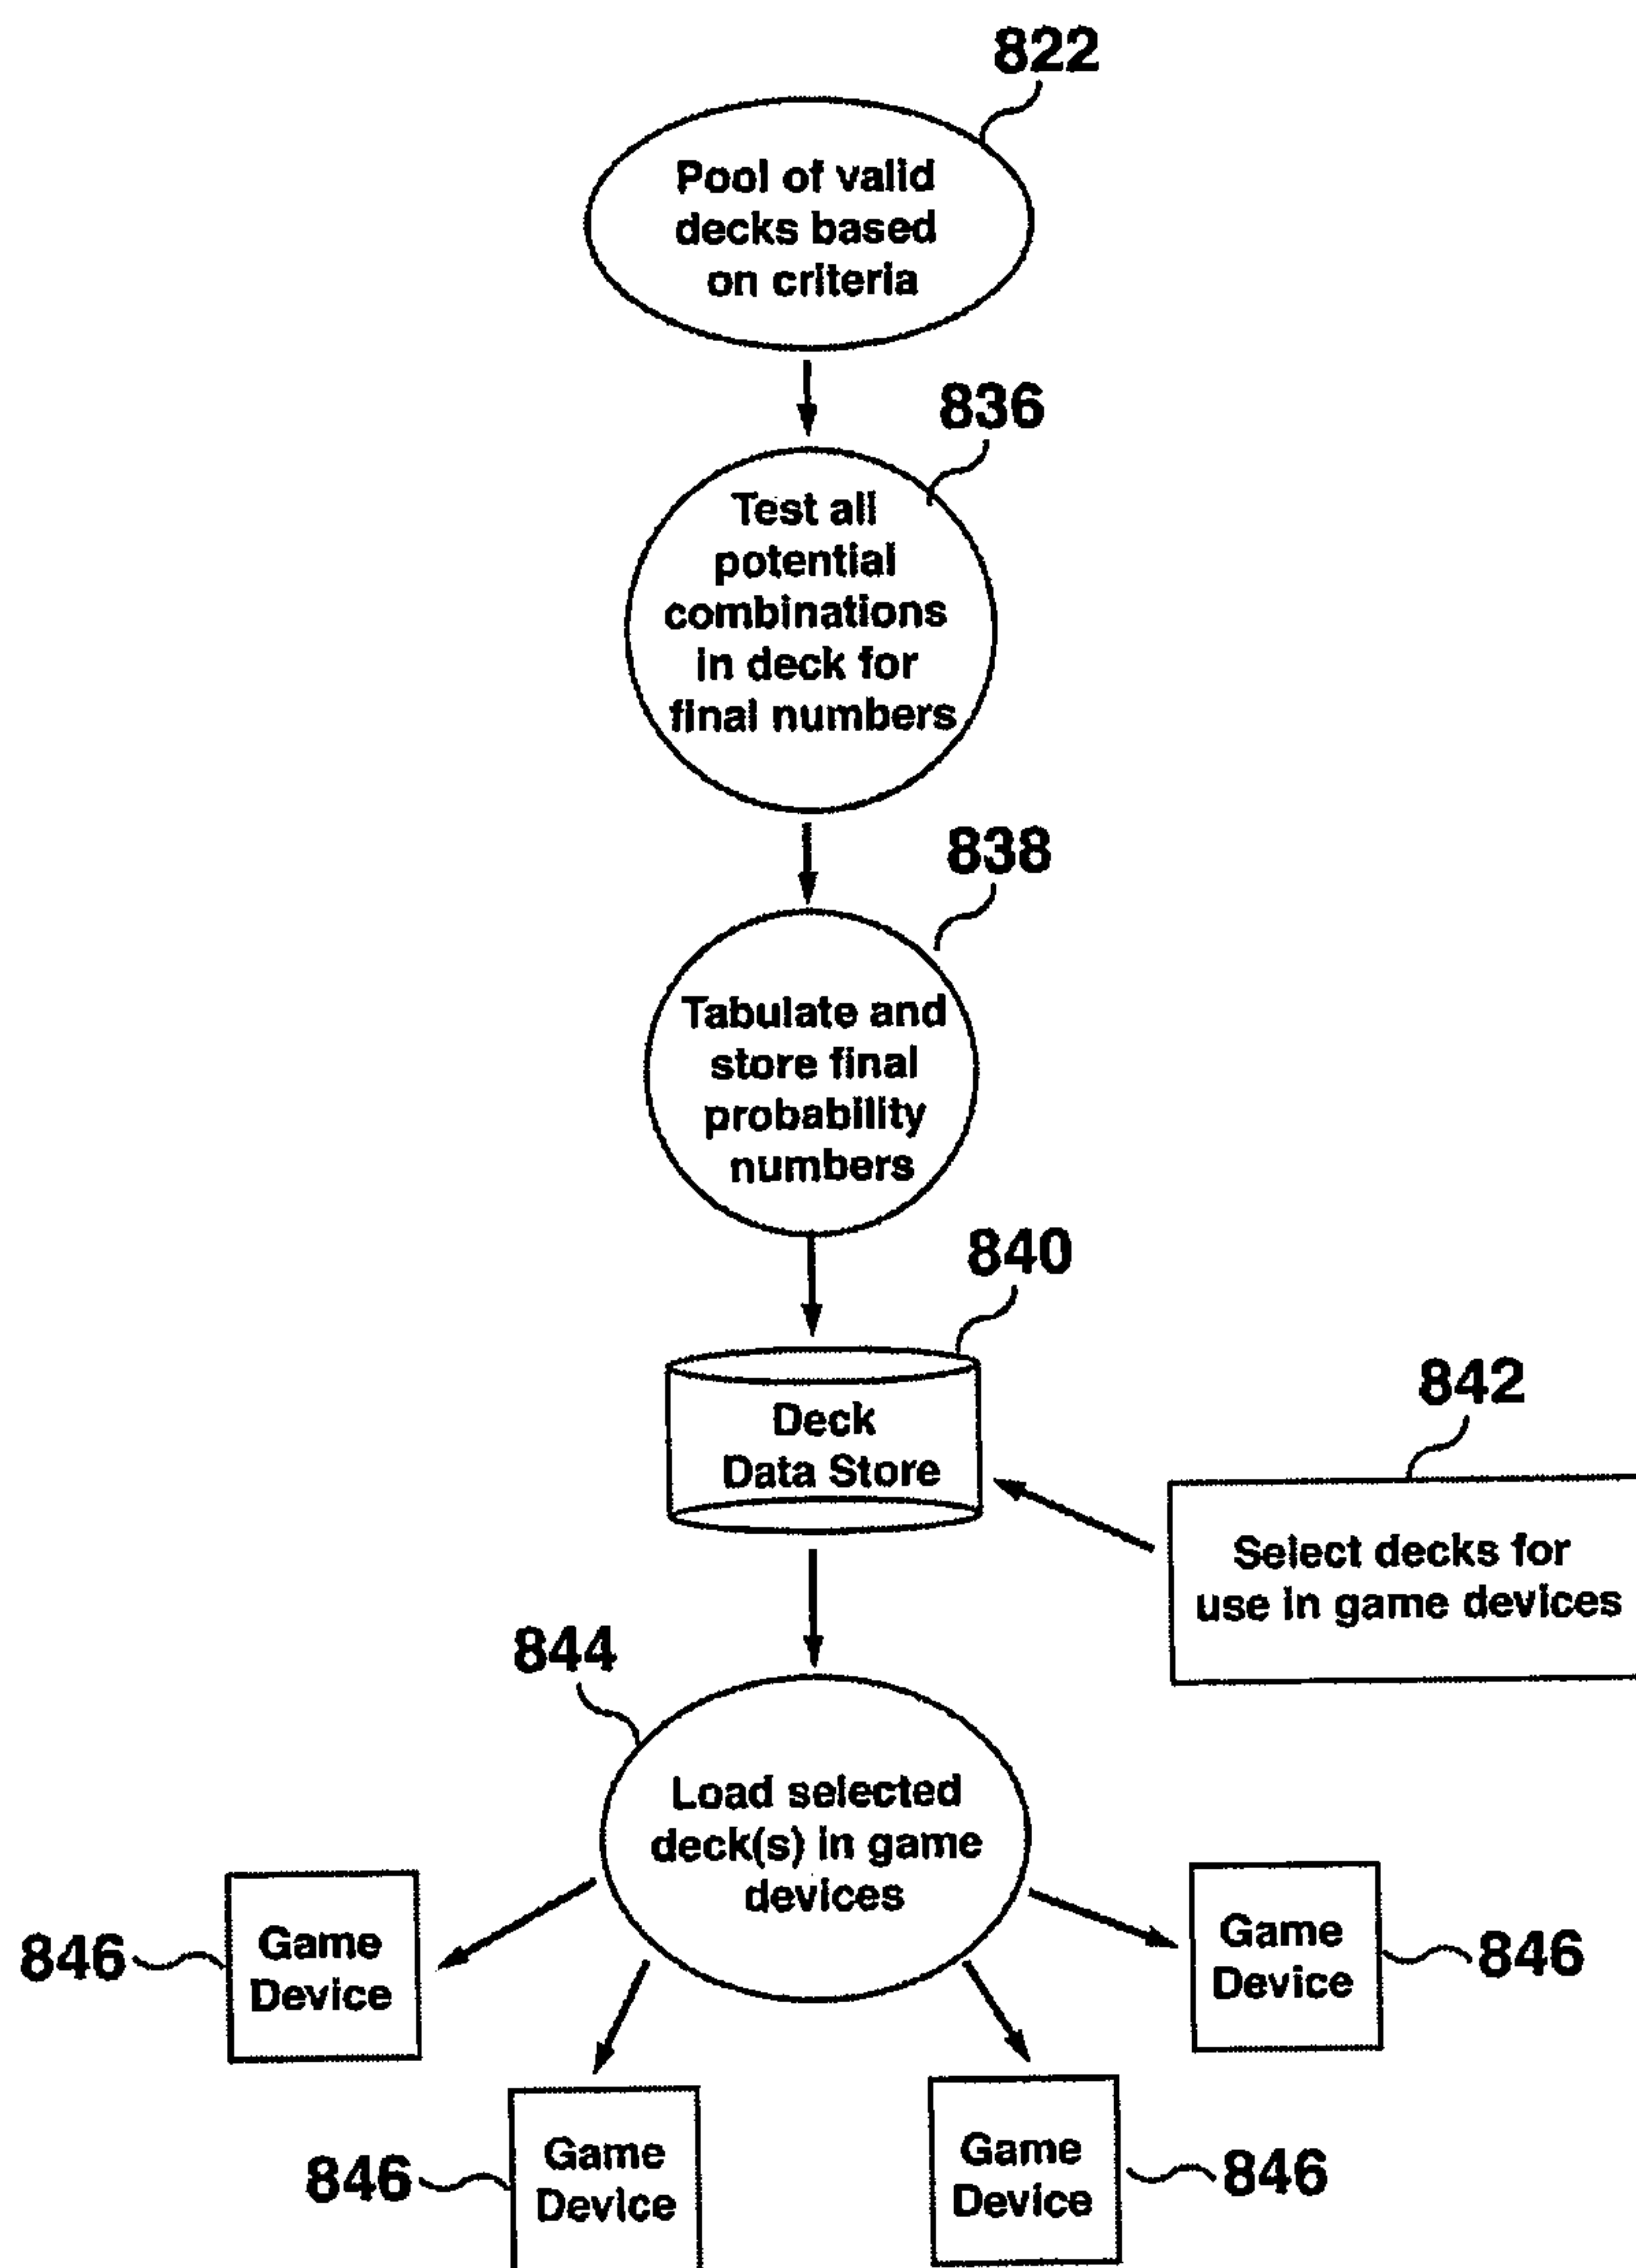 822
Pool of valid
decks based
on criteria
836
Test all
potential
combinations
in deck for
final numbers
838
Tabulate and
store final
probability
numbers
840
Deck
Data Store
842
Select decks for
use in game devices
844
Load selected
deck(s) in game
devices
846
Game
Device
Game
Device
846
846
Game
Device
Game
Device
846